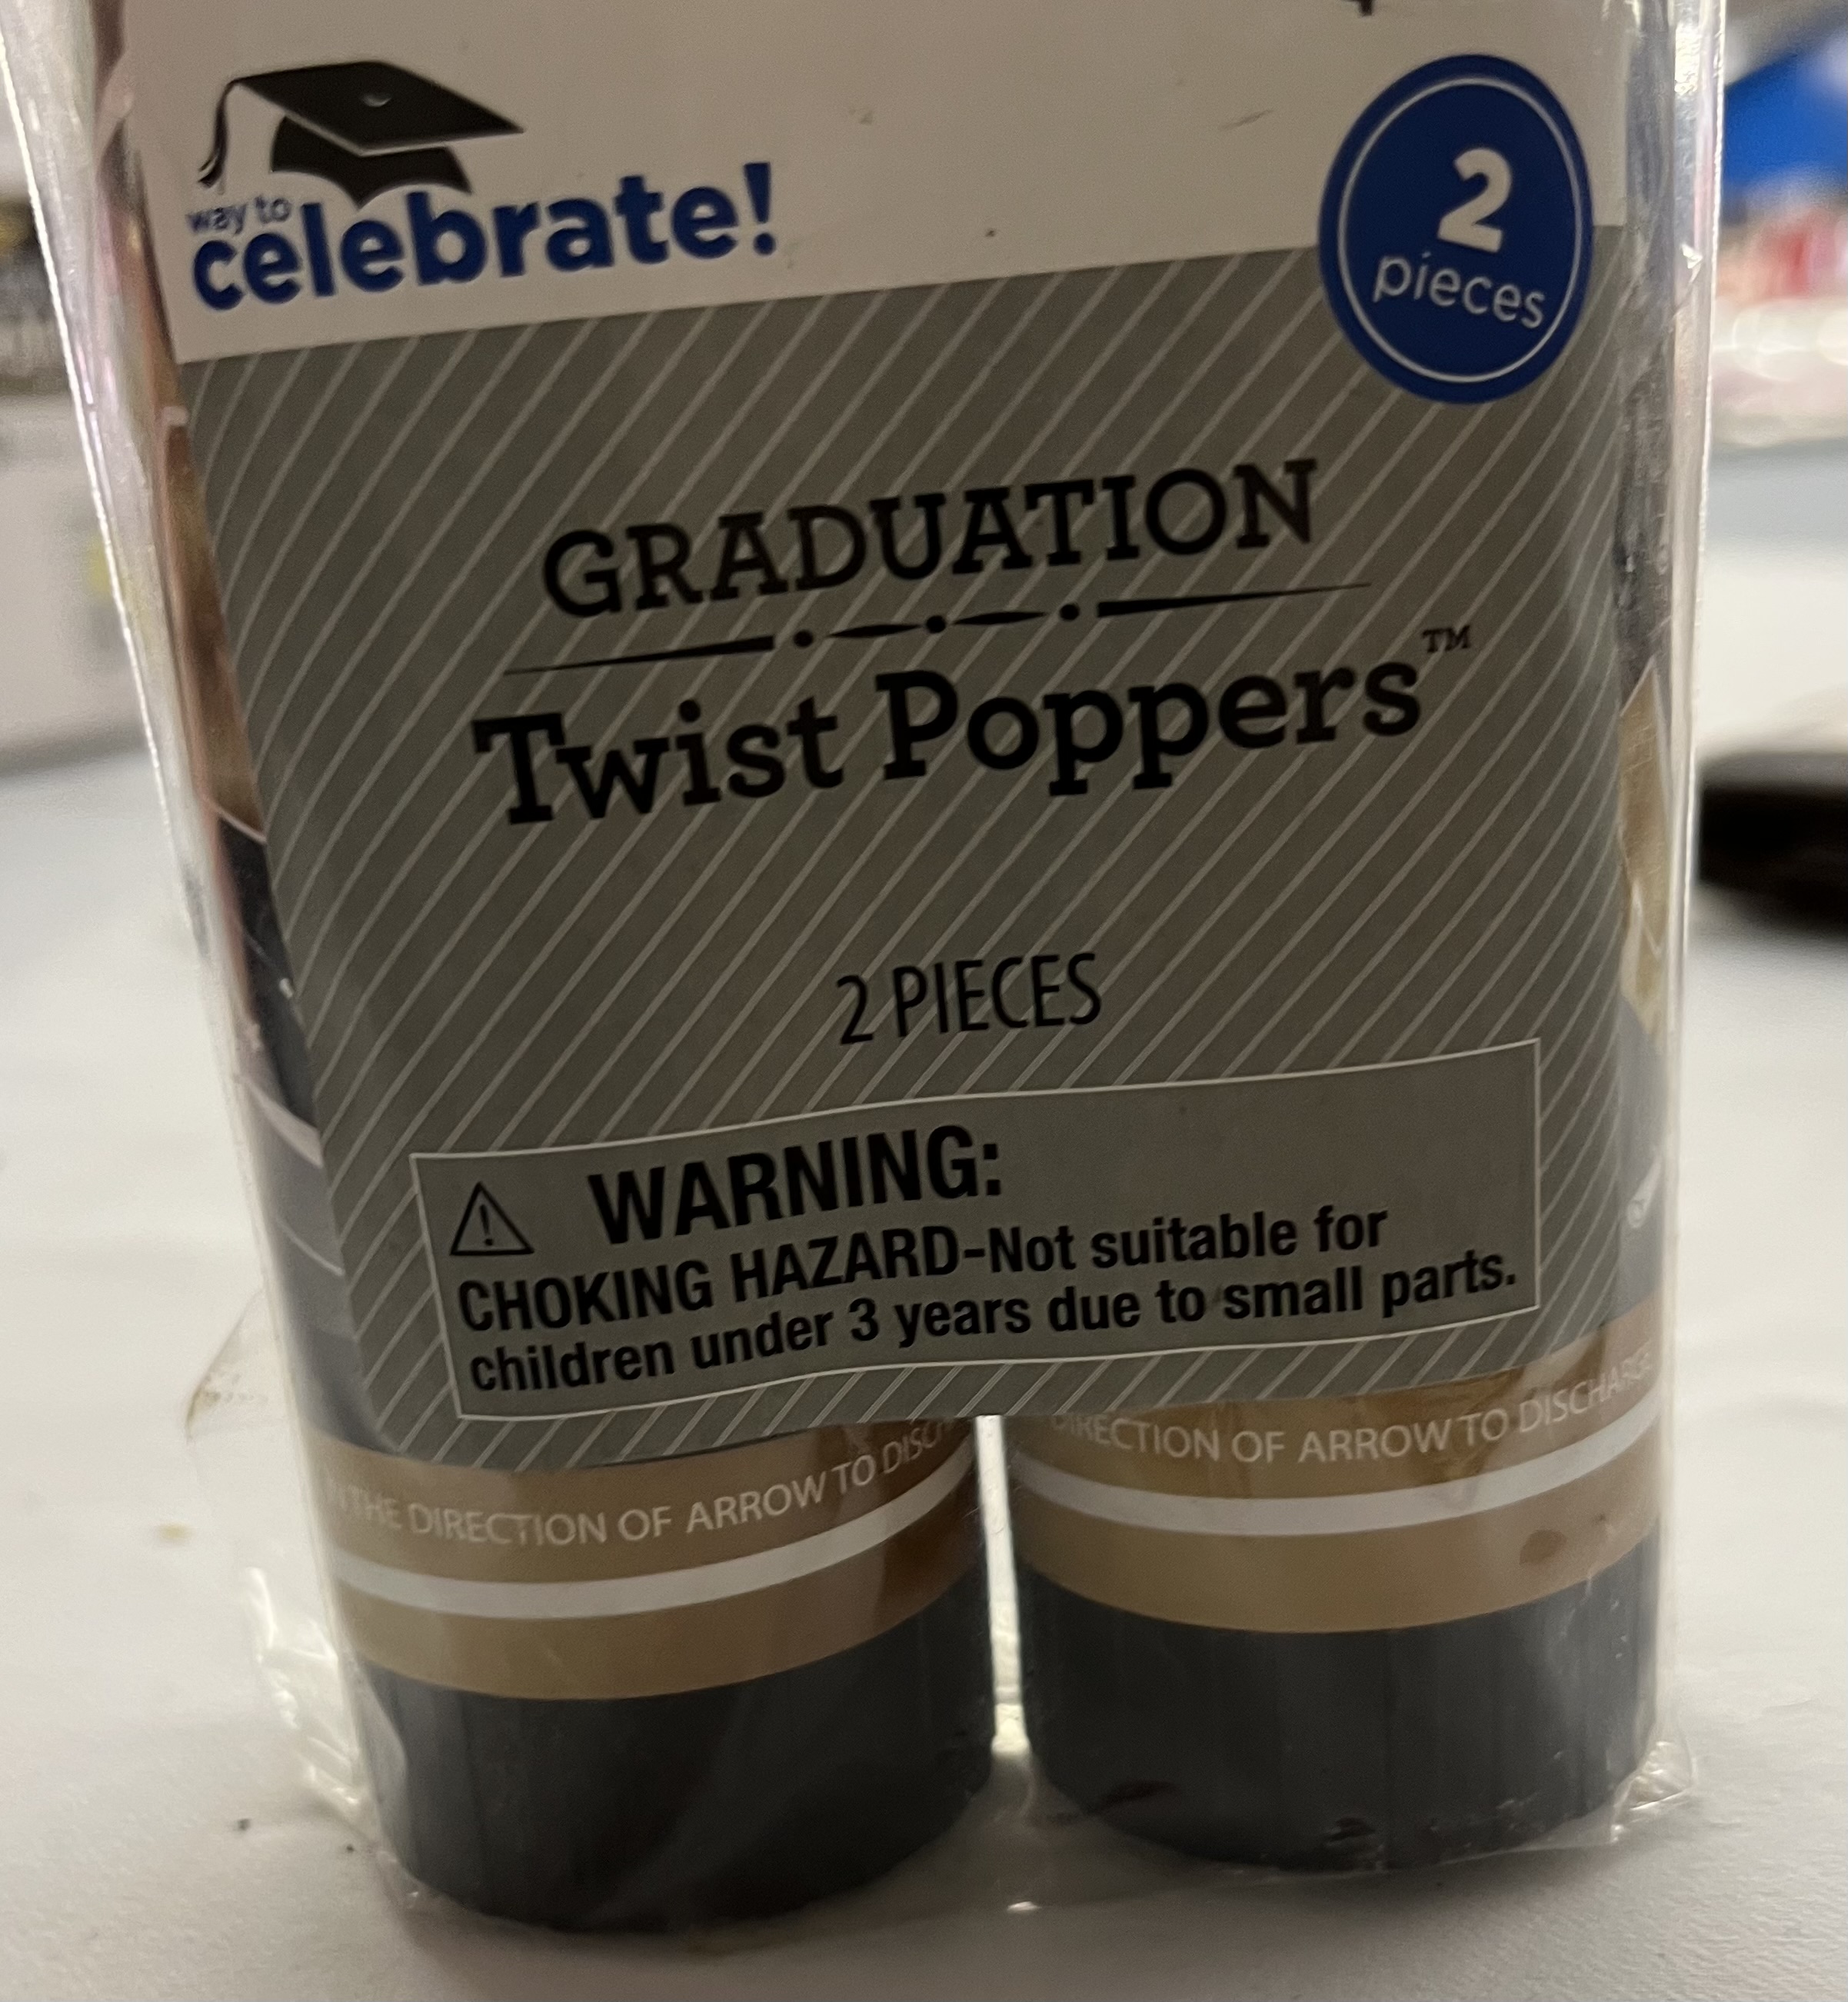 way to
celebrate!
2
pieces
GRADUATION
Twist Poppers™
2 PIECES
WARNING:
CHOKING HAZARD-Not suitable for
children under 3 years due to small parts.
THE DIRECTION OF ARROW TO
DIRECTION OF ARROW TO DISCHARGE